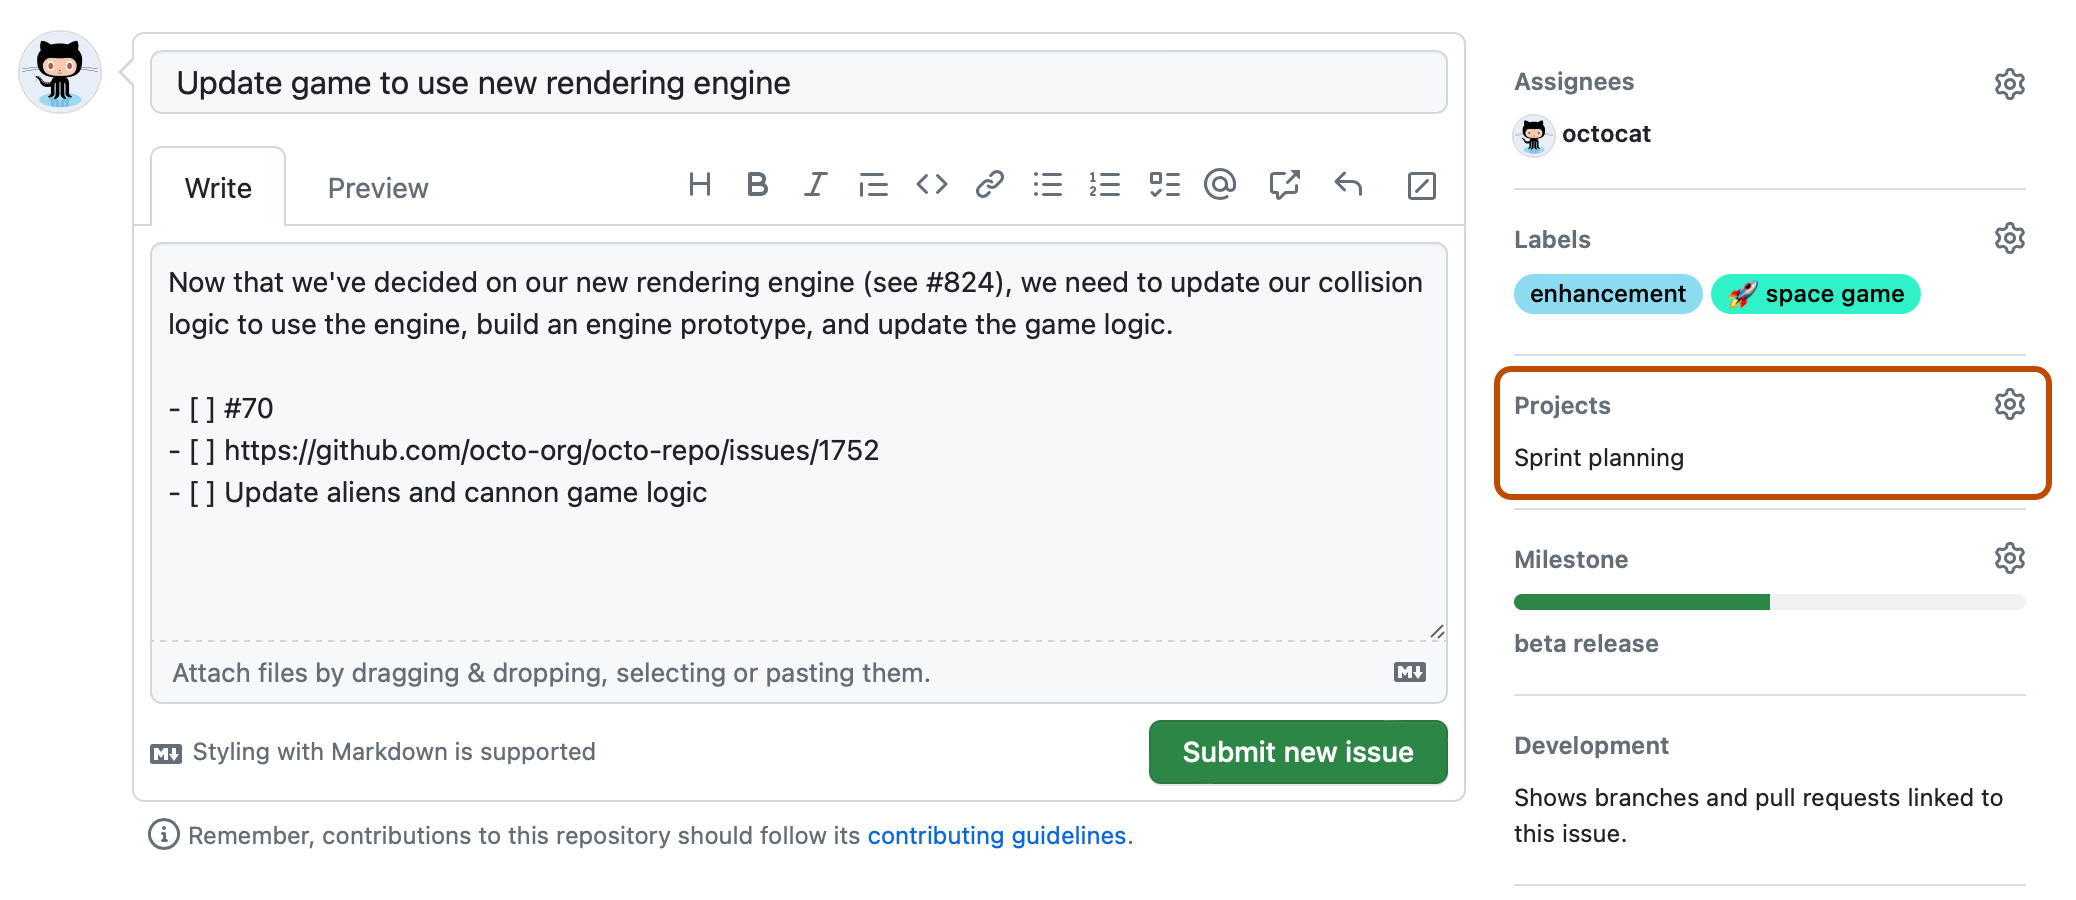 Update game to use new rendering engine
Write
Preview
Now that we've decided on our new rendering engine (see #824), we need to update our collision
logic to use the engine, build an engine prototype, and update the game logic.
- [ ] #70
- [ ] https://github.com/octo-org/octo-repo/issues/1752
- [ ] Update aliens and cannon game logic
Attach files by dragging & dropping, selecting or pasting them.
Styling with Markdown is supported
Submit new issue
Remember, contributions to this repository should follow its contributing guidelines.
Assignees
octocat
Labels
enhancement
🚀 space game
Projects
Sprint planning
Milestone
beta release
Development
Shows branches and pull requests linked to
this issue.